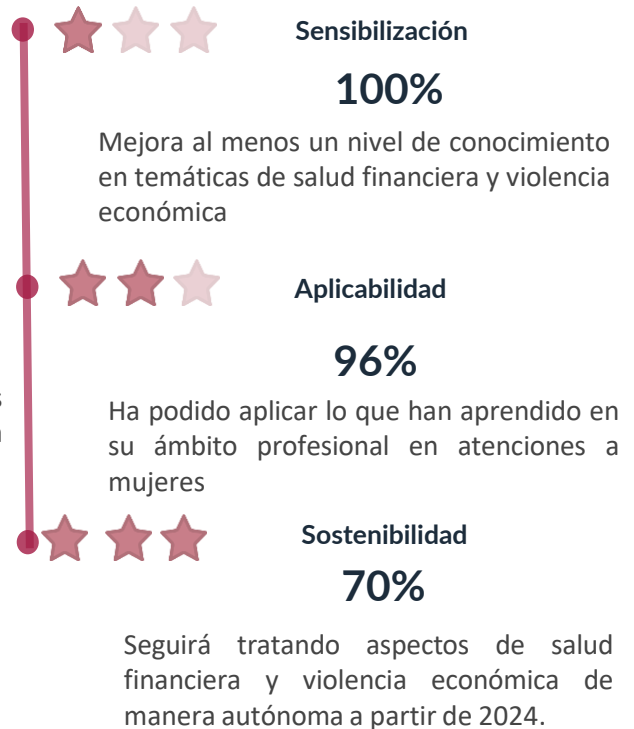 Sensibilización
100%
Mejora al menos un nivel de conocimiento
en temáticas de salud financiera y violencia
económica
Aplicabilidad
96%
Ha podido aplicar lo que han aprendido en
su ámbito profesional en atenciones a
mujeres
Sostenibilidad
70%
Seguirá tratando aspectos de salud
financiera y violencia económica de
manera autónoma a partir de 2024.